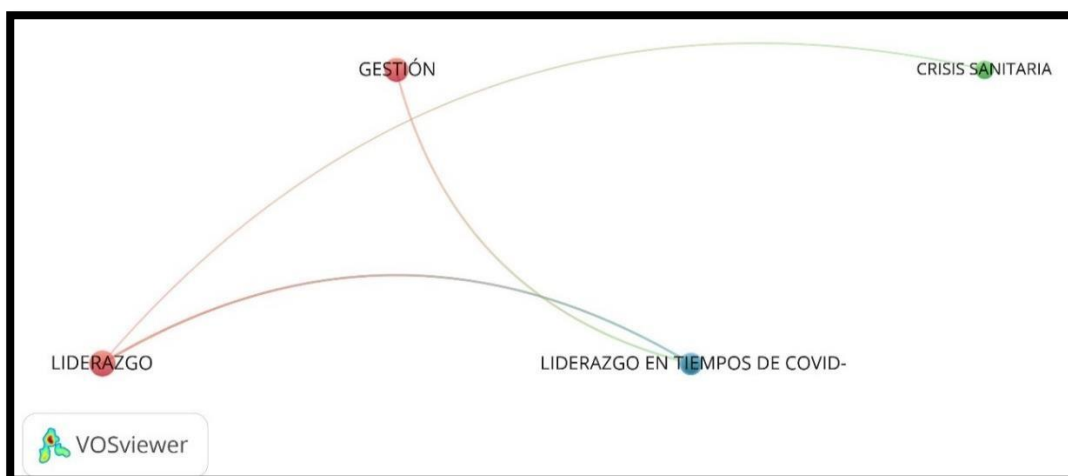 GESTIÓN
CRISIS SANITARIA
LIDERAZGO
LIDERAZGO EN TIEMPOS DE COVID-
VOSviewer